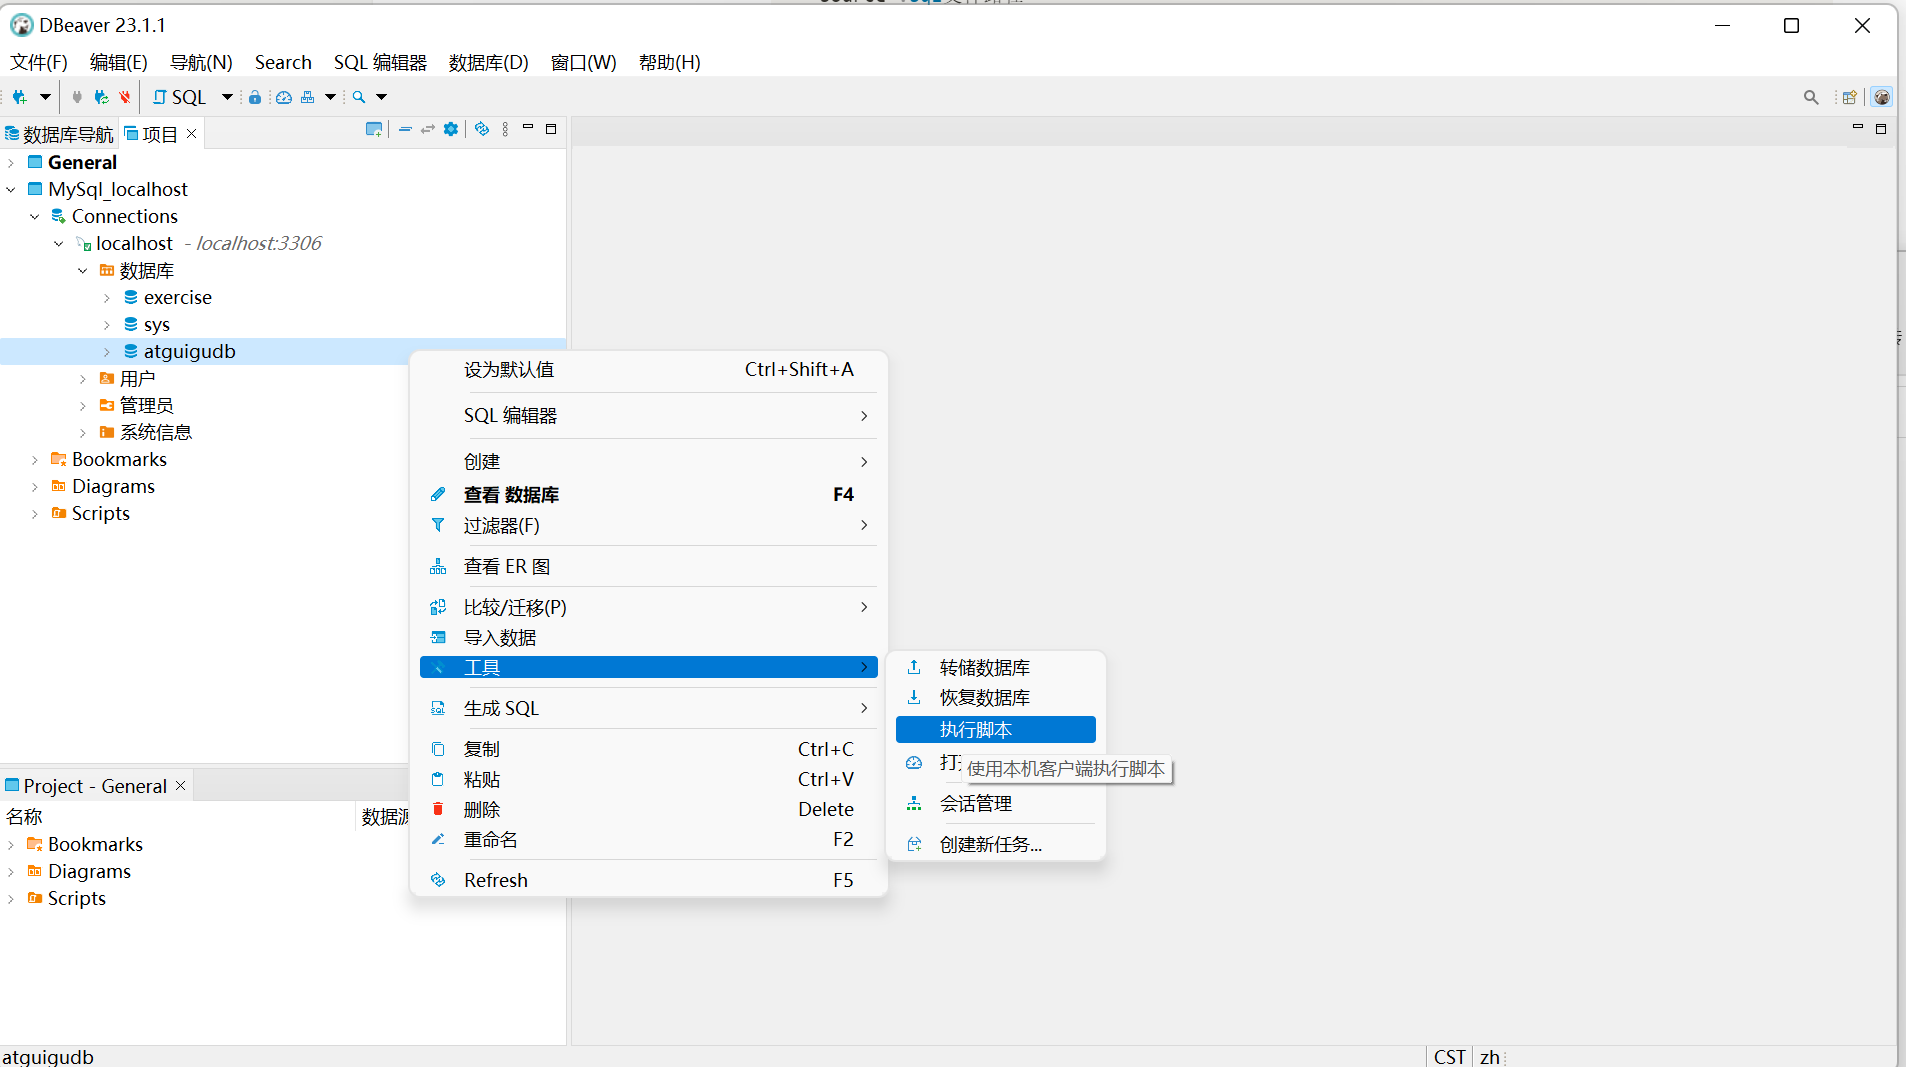 DBeaver 23.1.1
文件(F) 编辑(E) 导航(N) Search SQL 编辑器 数据库(D) 窗口(W) 帮助(H)
SQL
数据库导航 项目
General
MySql_localhost
Connections
localhost - localhost:3306
数据库
exercise
sys
atguigudb
用户
管理员
系统信息
Bookmarks
Diagrams
Scripts
设为默认值 Ctrl+Shift+A
SQL 编辑器
创建
查看 数据库 F4
过滤器(F)
查看 ER 图
比较/迁移(P)
导入数据
工具
生成 SQL
复制 Ctrl+C
粘贴 Ctrl+V
删除 Delete
重命名 F2
Refresh F5
转储数据库
恢复数据库
执行脚本
打
使用本机客户端执行脚本
会话管理
创建新任务...
Project - General
名称 数据源
Bookmarks
Diagrams
Scripts
atguigudb
CST zh